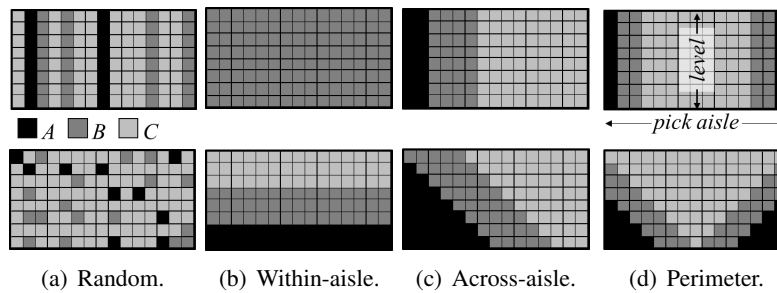 level
pick aisle
A B C
(a) Random. (b) Within-aisle. (c) Across-aisle. (d) Perimeter.